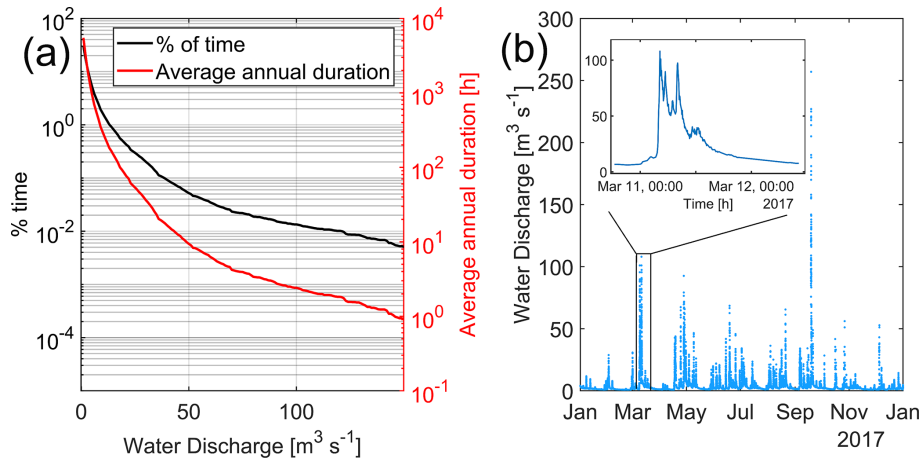 (a)
% of time
Average annual duration
10^2
10^0
10^-2
10^-4
% time
10^4
10^3
10^2
10^1
10^0
10^-1
Average annual duration [h]
0
50
100
Water Discharge [m^3 s^-1]
(b)
300
250
200
150
100
50
0
Water Discharge [m^3 s^-1]
100
50
0
Mar 11, 00:00
Mar 12, 00:00
Time [h]
2017
Jan
Mar
May
Jul
Sep
Nov
Jan
2017